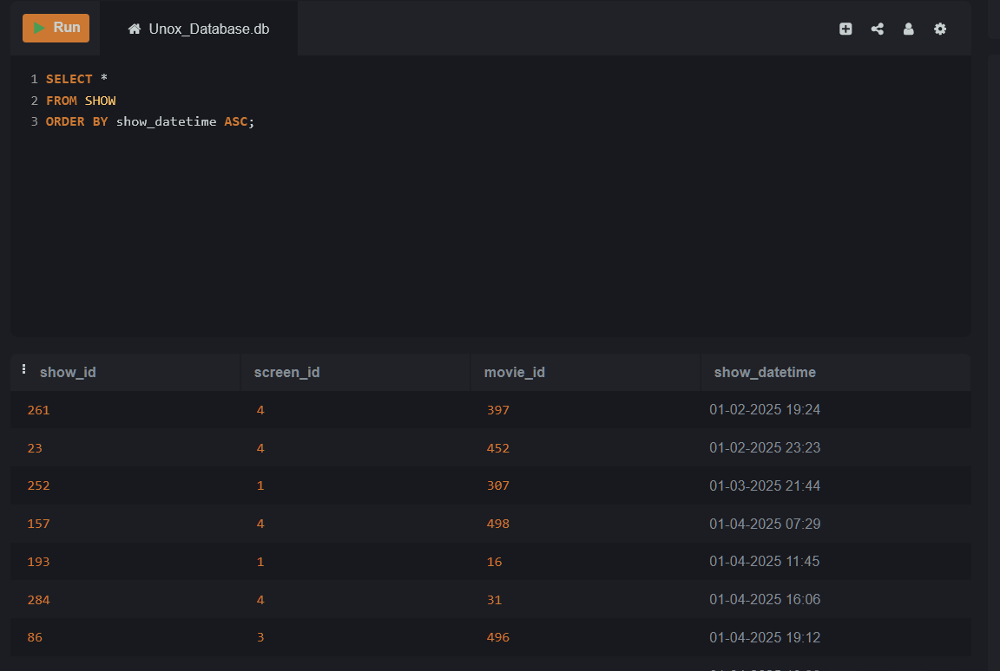 Run
Unox_Database.db
1 SELECT *
2 FROM SHOW
3 ORDER BY show_datetime ASC;
show_id screen_id movie_id show_datetime
261 4 397 01-02-2025 19:24
23 4 452 01-02-2025 23:23
252 1 307 01-03-2025 21:44
157 4 498 01-04-2025 07:29
193 1 16 01-04-2025 11:45
284 4 31 01-04-2025 16:06
86 3 496 01-04-2025 19:12